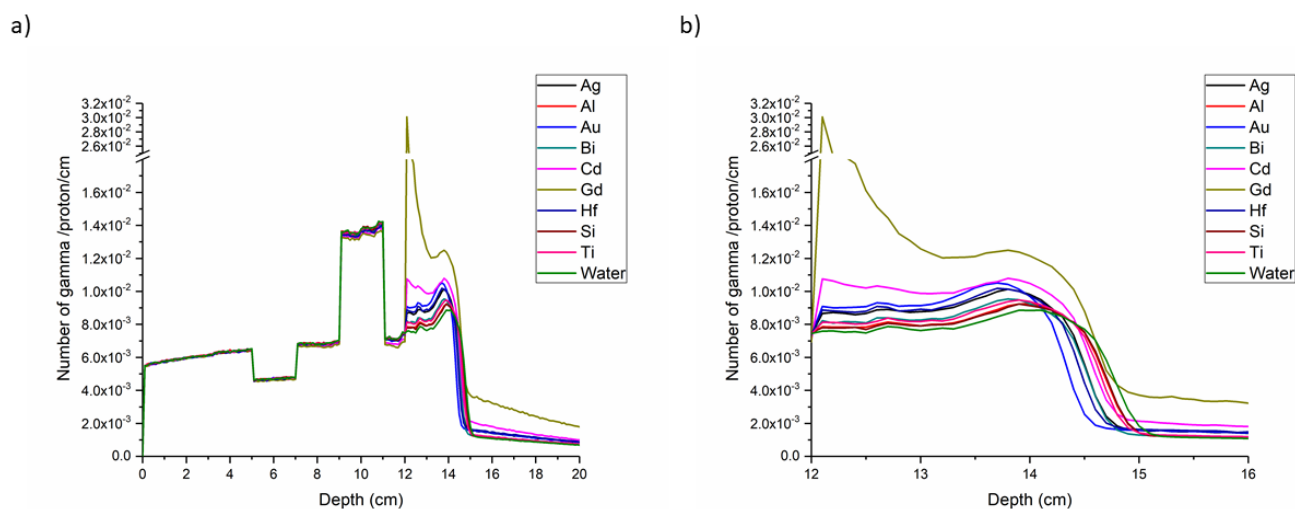 a)
Number of gamma /proton/cm
3.2x10⁻²
3.0x10⁻²
2.8x10⁻²
2.6x10⁻²
1.6x10⁻²
1.4x10⁻²
1.2x10⁻²
1.0x10⁻²
8.0x10⁻³
6.0x10⁻³
4.0x10⁻³
2.0x10⁻³
0.0
0 2 4 6 8 10 12 14 16 18 20
Depth (cm)
Ag
Al
Au
Bi
Cd
Gd
Hf
Si
Ti
Water
b)
Number of gamma /proton/cm
3.2x10⁻²
3.0x10⁻²
2.8x10⁻²
2.6x10⁻²
1.6x10⁻²
1.4x10⁻²
1.2x10⁻²
1.0x10⁻²
8.0x10⁻³
6.0x10⁻³
4.0x10⁻³
2.0x10⁻³
0.0
12 13 14 15 16
Depth (cm)
Ag
Al
Au
Bi
Cd
Gd
Hf
Si
Ti
Water